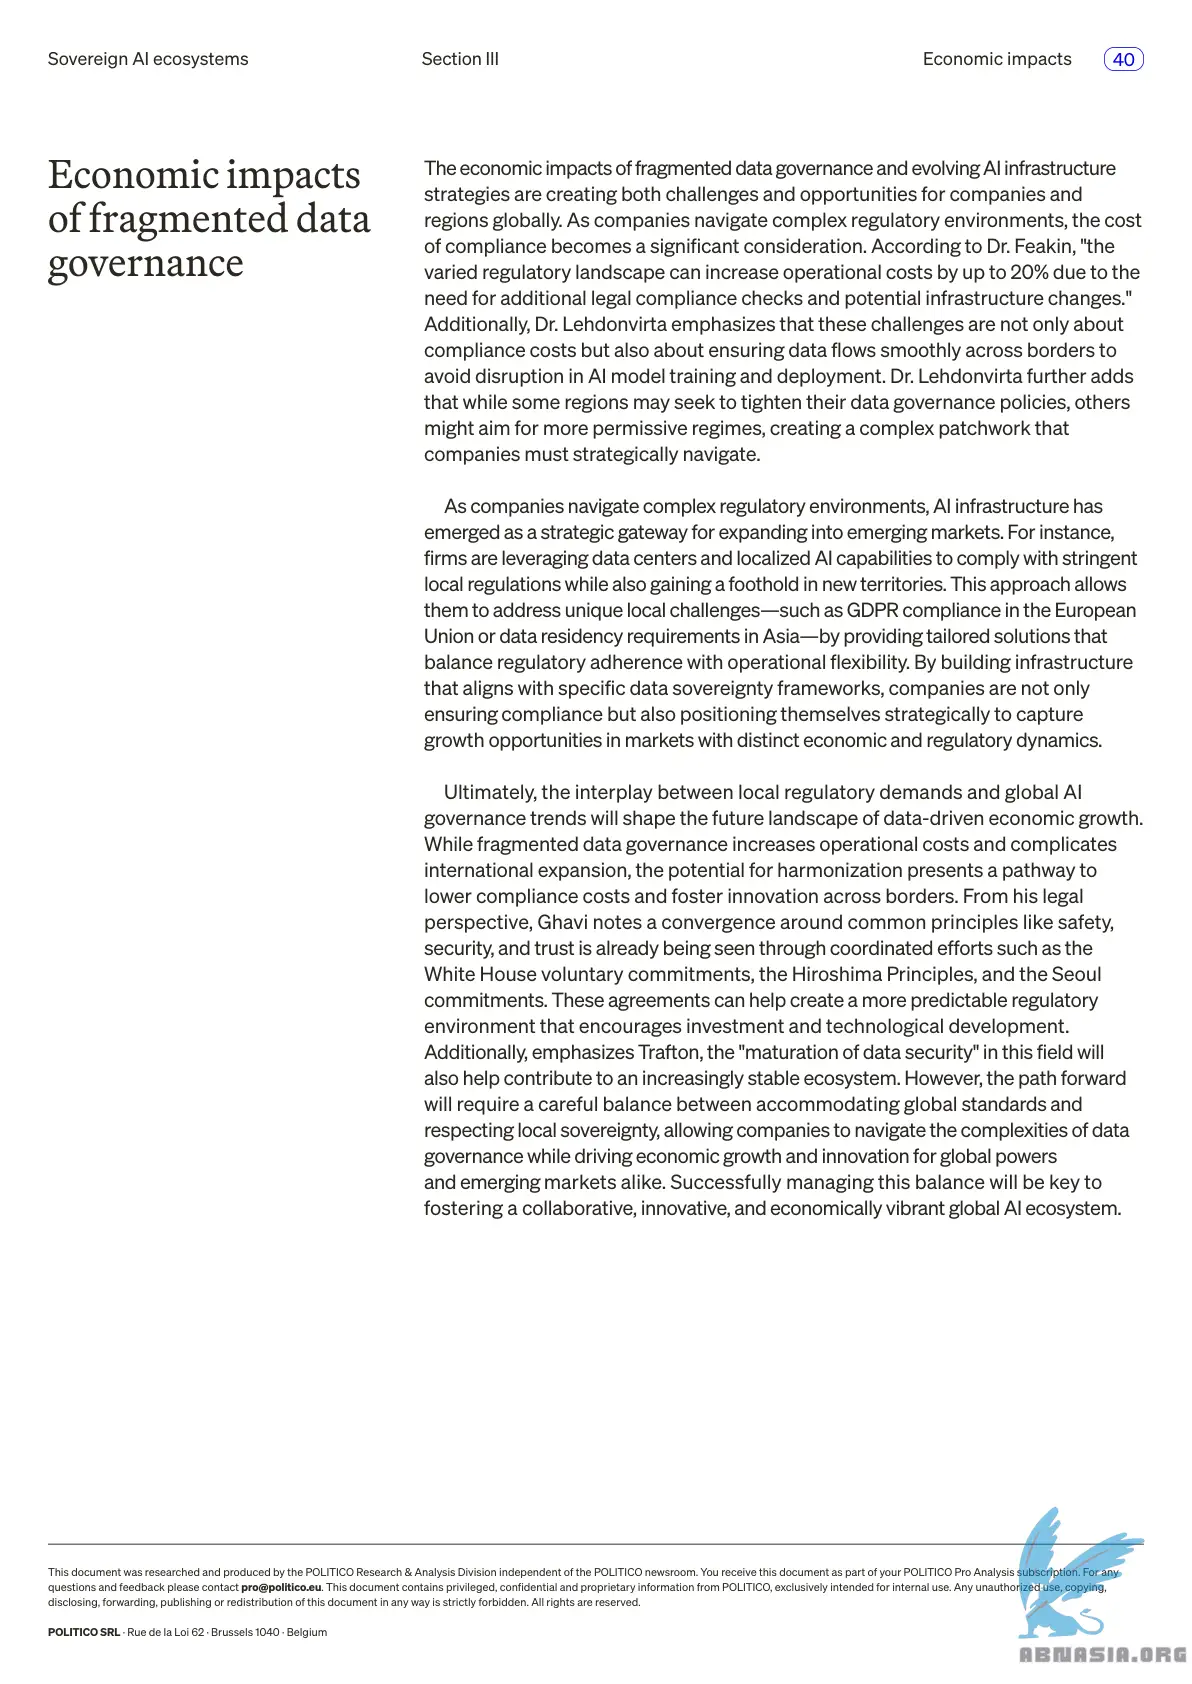 Sovereign AI ecosystems
Section III
Economic impacts
40
Economic impacts
of fragmented data
governance
The economic impacts of fragmented data governance and evolving AI infrastructure
strategies are creating both challenges and opportunities for companies and
regions globally. As companies navigate complex regulatory environments, the cost
of compliance becomes a significant consideration. According to Dr. Feakin, "the
varied regulatory landscape can increase operational costs by up to 20% due to the
need for additional legal compliance checks and potential infrastructure changes."
Additionally, Dr. Lehdonvirta emphasizes that these challenges are not only about
compliance costs but also about ensuring data flows smoothly across borders to
avoid disruption in AI model training and deployment. Dr. Lehdonvirta further adds
that while some regions may seek to tighten their data governance policies, others
might aim for more permissive regimes, creating a complex patchwork that
companies must strategically navigate.
As companies navigate complex regulatory environments, AI infrastructure has
emerged as a strategic gateway for expanding into emerging markets. For instance,
firms are leveraging data centers and localized AI capabilities to comply with stringent
local regulations while also gaining a foothold in new territories. This approach allows
them to address unique local challenges—such as GDPR compliance in the European
Union or data residency requirements in Asia—by providing tailored solutions that
balance regulatory adherence with operational flexibility. By building infrastructure
that aligns with specific data sovereignty frameworks, companies are not only
ensuring compliance but also positioning themselves strategically to capture
growth opportunities in markets with distinct economic and regulatory dynamics.
Ultimately, the interplay between local regulatory demands and global AI
governance trends will shape the future landscape of data-driven economic growth.
While fragmented data governance increases operational costs and complicates
international expansion, the potential for harmonization presents a pathway to
lower compliance costs and foster innovation across borders. From his legal
perspective, Ghavi notes a convergence around common principles like safety,
security, and trust is already being seen through coordinated efforts such as the
White House voluntary commitments, the Hiroshima Principles, and the Seoul
commitments. These agreements can help create a more predictable regulatory
environment that encourages investment and technological development.
Additionally, emphasizes Trafton, the "maturation of data security" in this field will
also help contribute to an increasingly stable ecosystem. However, the path forward
will require a careful balance between accommodating global standards and
respecting local sovereignty, allowing companies to navigate the complexities of data
governance while driving economic growth and innovation for global powers
and emerging markets alike. Successfully managing this balance will be key to
fostering a collaborative, innovative, and economically vibrant global AI ecosystem.
This document was researched and produced by the POLITICO Research & Analysis Division independent of the POLITICO newsroom. You receive this document as part of your POLITICO Pro Analysis subscription. For any
questions and feedback please contact pro@politico.eu. This document contains privileged, confidential and proprietary information from POLITICO, exclusively intended for internal use. Any unauthorized use, copying,
disclosing, forwarding, publishing or redistribution of this document in any way is strictly forbidden. All rights are reserved.
POLITICO SRL · Rue de la Loi 62 · Brussels 1040 · Belgium
ABNASIA.ORG